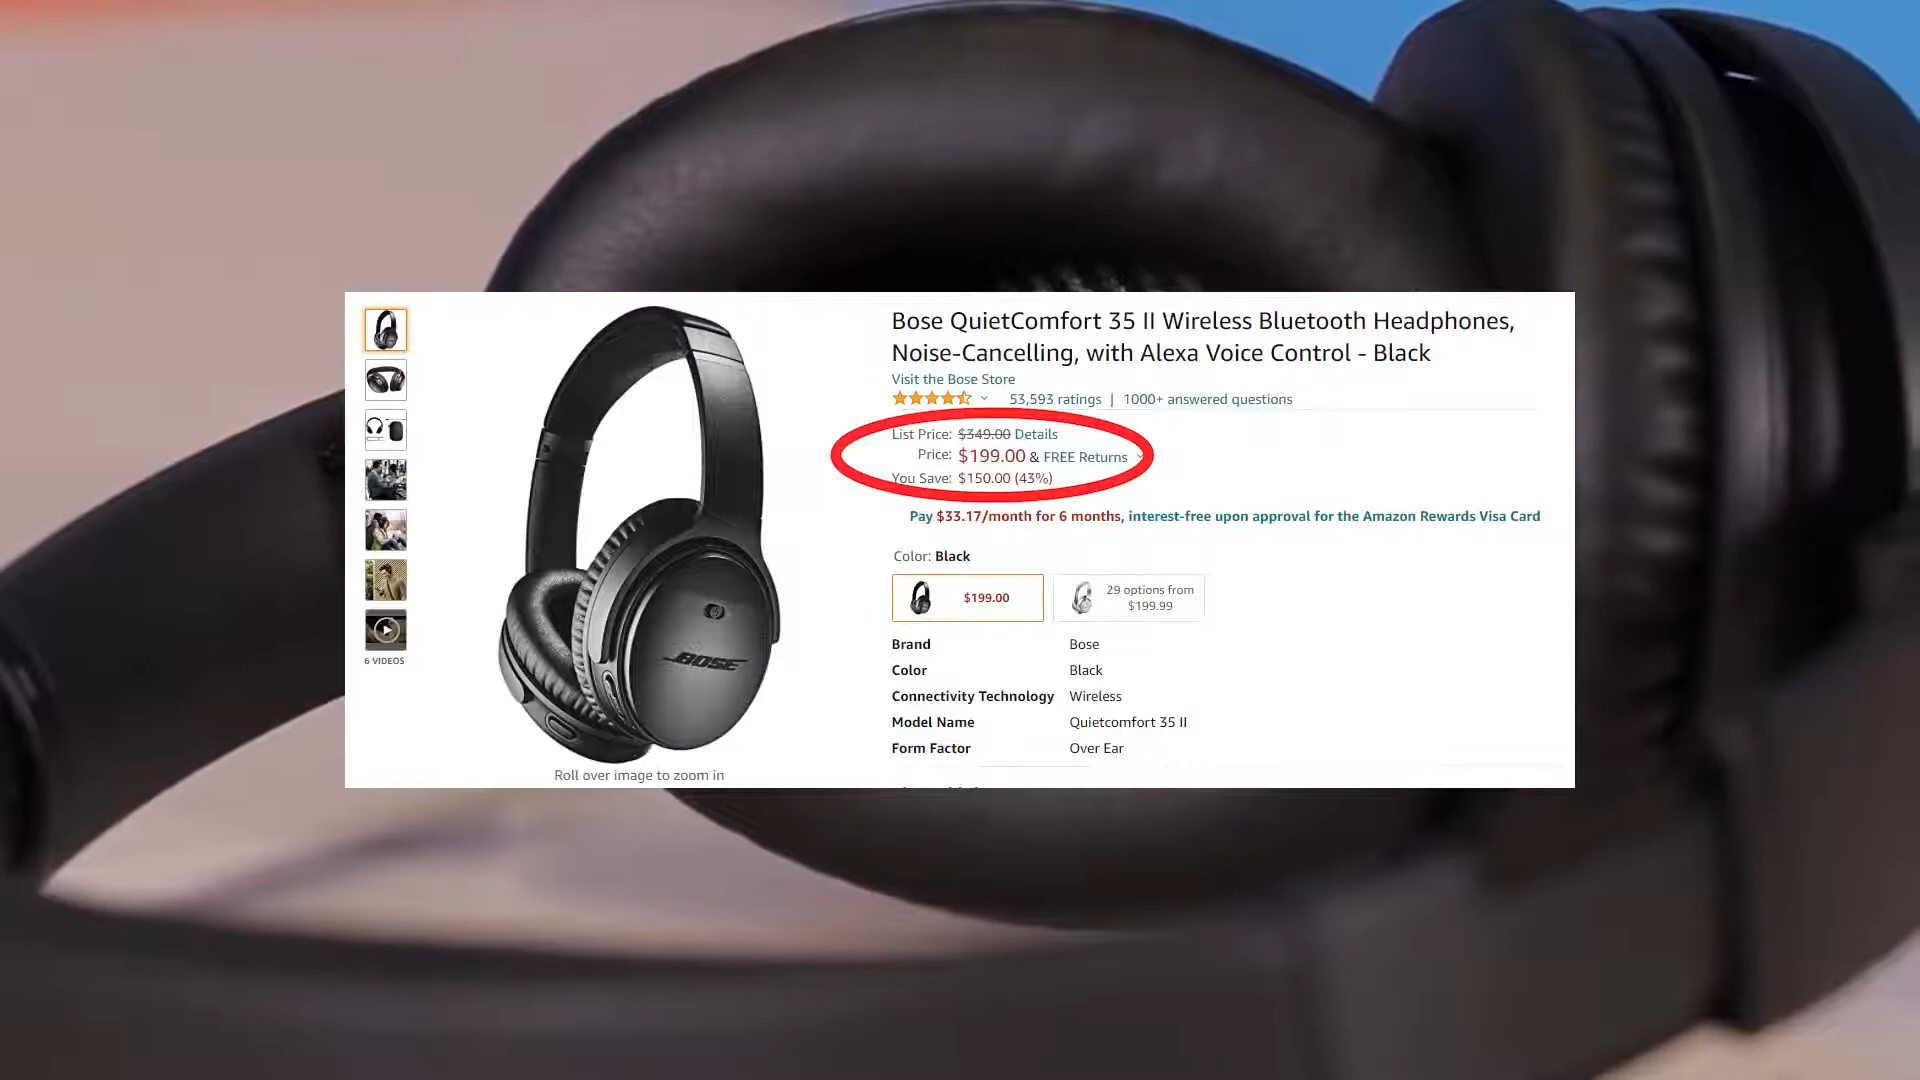 Bose QuietComfort 35 II Wireless Bluetooth Headphones,
Noise-Cancelling, with Alexa Voice Control - Black
Visit the Bose Store
53,593 ratings | 1000+ answered questions
List Price: $349.00 Details
Price: $199.00 & FREE Returns
You Save: $150.00 (43%)
Pay $33.17/month for 6 months, interest-free upon approval for the Amazon Rewards Visa Card
Color: Black
$199.00
29 options from
$199.99
Brand Bose
Color Black
Connectivity Technology Wireless
Model Name Quietcomfort 35 II
Form Factor Over Ear
BOSE
6 VIDEOS
Roll over image to zoom in